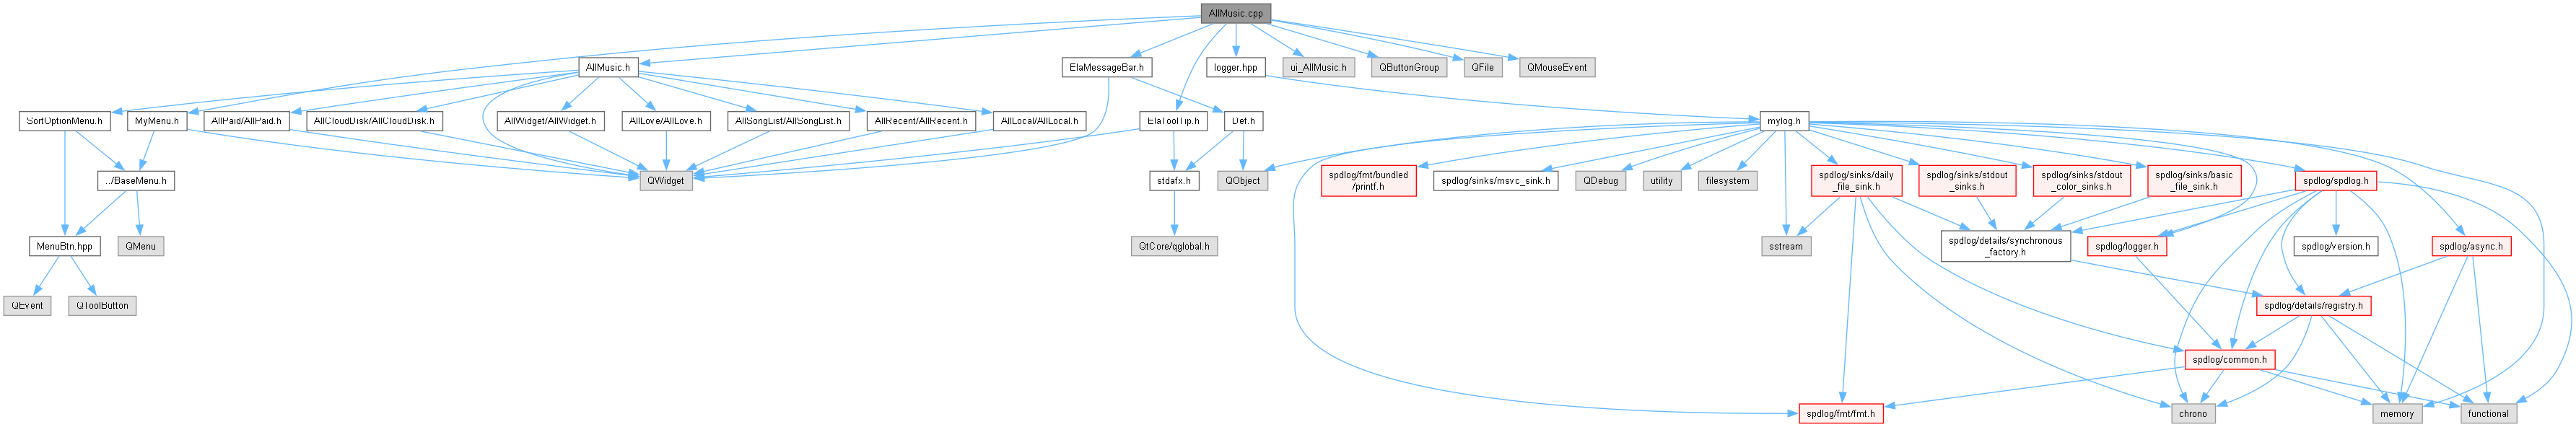 AllMusic.cpp
AllMusic.h
ElaMessageBar.h
logger.hpp
ui_AllMusic.h
QButtonGroup
QFile
QMouseEvent
SortOptionMenu.h
MyMenu.h
AllPaid/AllPaid.h
AllCloudDisk/AllCloudDisk.h
AllWidget/AllWidget.h
AllLove/AllLove.h
AllSongList/AllSongList.h
AllRecent/AllRecent.h
AllLocal/AllLocal.h
ElaToolTip.h
Def.h
mylog.h
../BaseMenu.h
QWidget
stdafx.h
QObject
spdlog/fmt/bundled
/printf.h
spdlog/sinks/msvc_sink.h
QDebug
utility
filesystem
spdlog/sinks/daily
_file_sink.h
spdlog/sinks/stdout
_sinks.h
spdlog/sinks/stdout
_color_sinks.h
spdlog/sinks/basic
_file_sink.h
spdlog/spdlog.h
MenuBtn.hpp
QMenu
QtCore/qglobal.h
sstream
spdlog/details/synchronous
_factory.h
spdlog/logger.h
spdlog/version.h
spdlog/async.h
QEvent
QToolButton
spdlog/details/registry.h
spdlog/common.h
spdlog/fmt/fmt.h
chrono
memory
functional